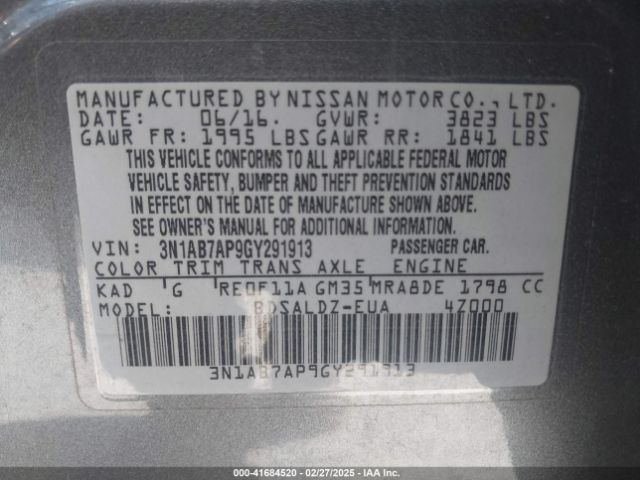 MANUFACTURED BY NISSAN MOTOR CO., LTD.
DATE: 06/16. GVWR: 3823 LBS
GAWR FR: 1995 LBS GAWR RR: 1841 LBS
THIS VEHICLE CONFORMS TO ALL APPLICABLE FEDERAL MOTOR
VEHICLE SAFETY, BUMPER AND THEFT PREVENTION STANDARDS
IN EFFECT ON THE DATE OF MANUFACTURE SHOWN ABOVE.
SEE OWNER'S MANUAL FOR ADDITIONAL INFORMATION.
VIN: 3N1AB7AP9GY291913 PASSENGER CAR.
COLOR TRIM TRANS AXLE ENGINE
KAD G RE0F11A GM35 MRA8DE 1798 CC
MODEL: BDSALDZ-EUA 4Z000
3N1AB7AP9GY291913
000-41684520 - 02/27/2025 - IAA Inc.